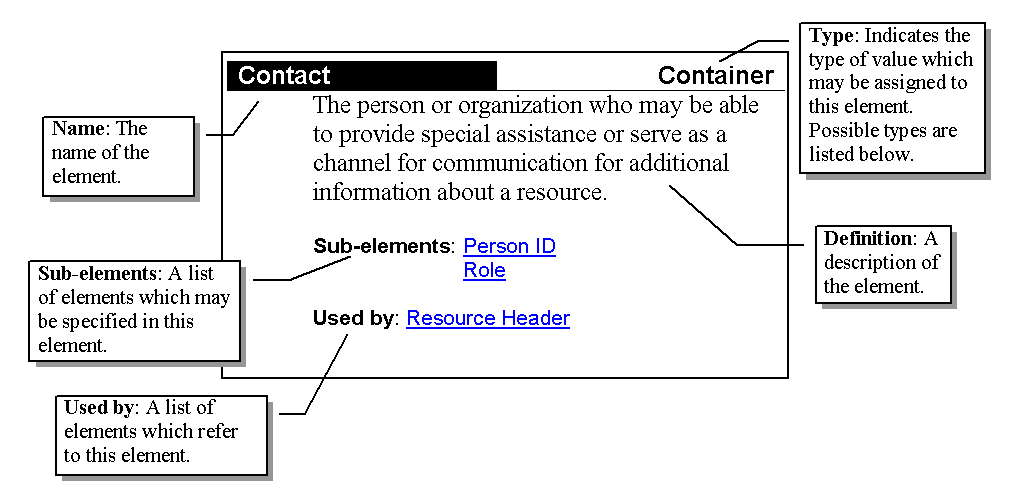 Type: Indicates the
type of value which
may be assigned to
this element.
Possible types are
listed below.
Contact
Container
The person or organization who may be able
to provide special assistance or serve as a
channel for communication for additional
information about a resource.
Name: The
name of the
element.
Sub-elements: Person ID
Role
Definition: A
description of
the element.
Sub-elements: A list
of elements which may
be specified in this
element.
Used by: Resource Header
Used by: A list of
elements which refer
to this element.